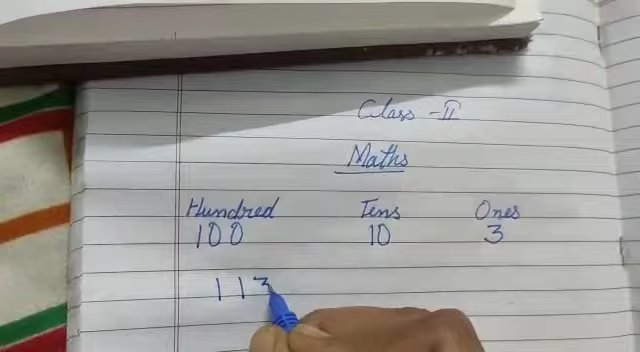 Class - II
Maths
Hundred Tens Ones
100 10 3
113